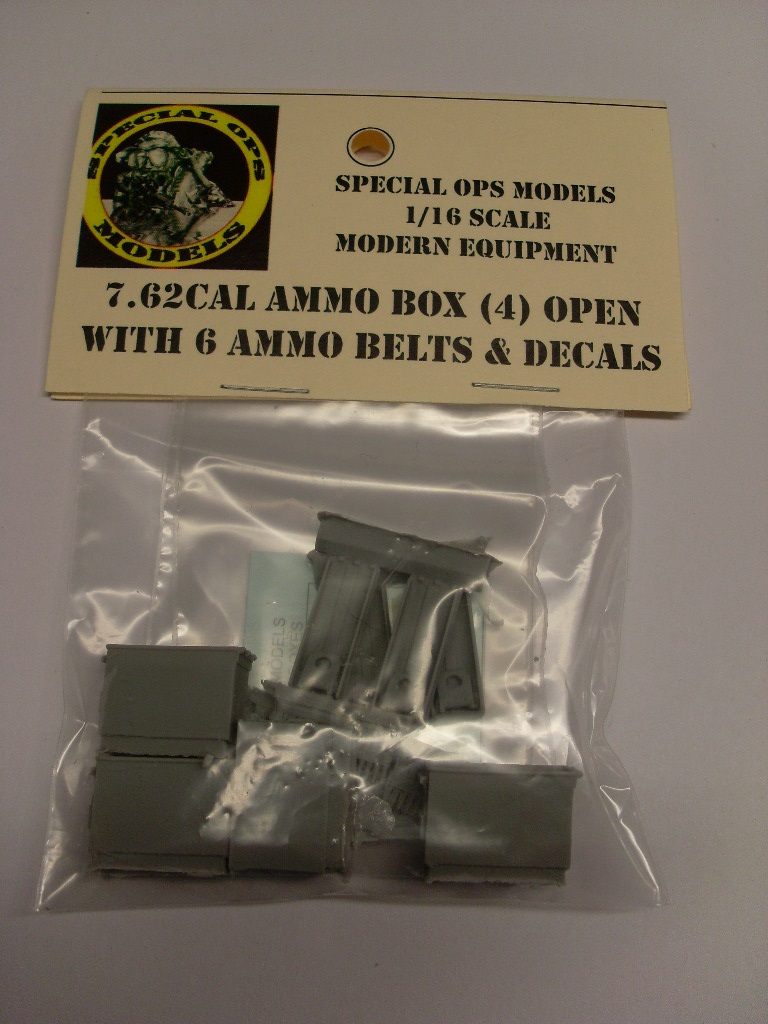 SPECIAL OPS
MODELS
SPECIAL OPS MODELS
1/16 SCALE
MODERN EQUIPMENT
7.62CAL AMMO BOX (4) OPEN
WITH 6 AMMO BELTS & DECALS
ODELS